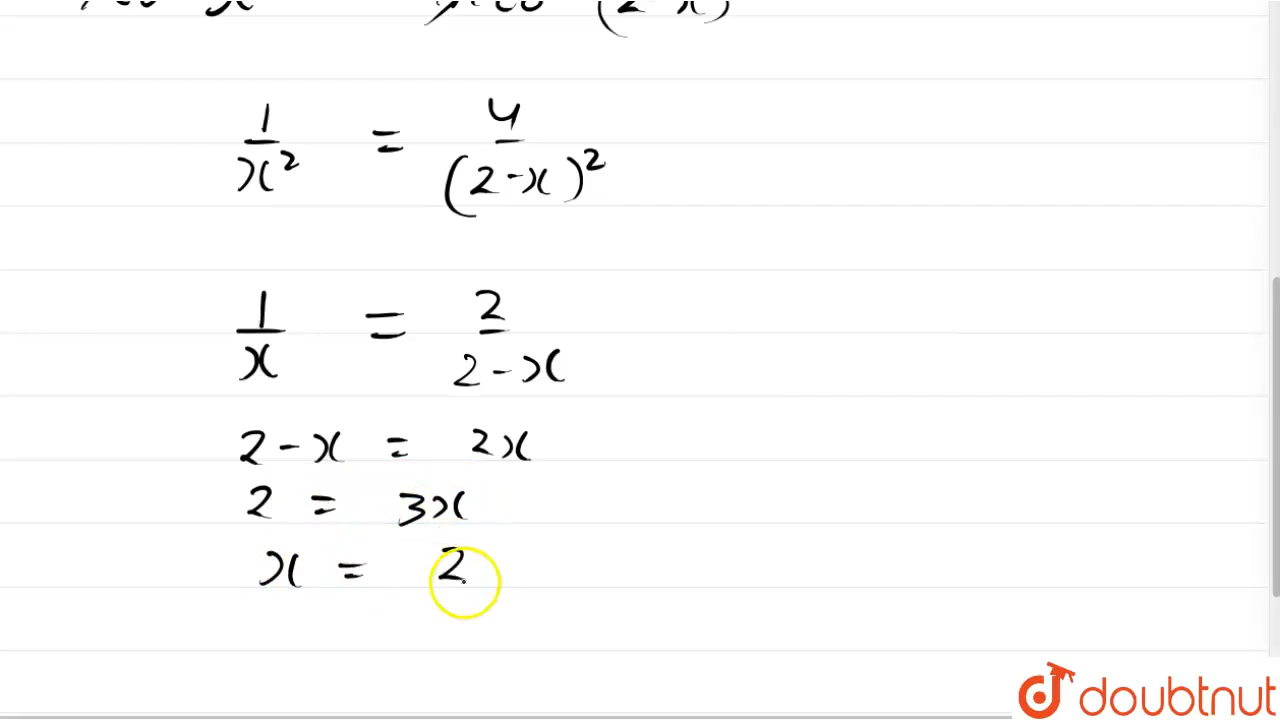 1/x² = 4/(2-x)²
1/x = 2/2-x
2-x = 2x
2 = 3x
x = 2
doubtnut